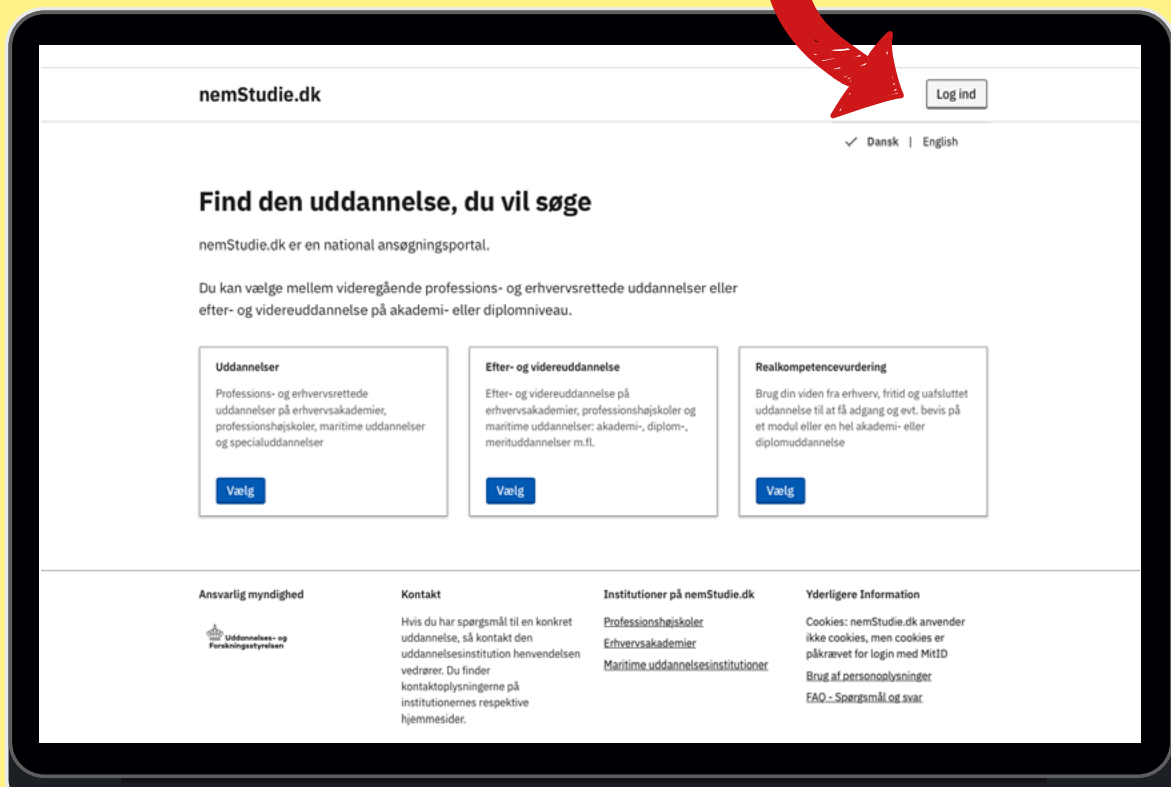 nemStudie.dk
Log ind
Dansk | English
Find den uddannelse, du vil søge
nemStudie.dk er en national ansøgningsportal.
Du kan vælge mellem videregående professions- og erhvervsrettede uddannelser eller
efter- og videreuddannelse på akademi- eller diplomniveau.
Uddannelser
Professions- og erhvervsrettede
uddannelser på erhvervsakademier,
professionshøjskoler, maritime uddannelser
og specialuddannelser
Vælg
Efter- og videreuddannelse
Efter- og videreuddannelse på
erhvervsakademier, professionshøjskoler og
maritime uddannelser: akademi-, diplom-,
merituddannelser m.fl.
Vælg
Realkompetencevurdering
Brug din viden fra erhverv, fritid og uafsluttet
uddannelse til at få adgang og evt. bevis på
et modul eller en hel akademi- eller
diplomuddannelse
Vælg
Ansvarlig myndighed
Uddannelses- og
Forskningsstyrelsen
Kontakt
Hvis du har spørgsmål til en konkret
uddannelse, så kontakt den
uddannelsesinstitution henvendelsen
vedrører. Du finder
kontaktoplysningerne på
institutionernes respektive
hjemmesider.
Institutioner på nemStudie.dk
Professionshøjskoler
Erhvervsakademier
Maritime uddannelsesinstitutioner
Yderligere Information
Cookies: nemStudie.dk anvender
ikke cookies, men cookies er
påkrævet for login med MitID
Brug af personoplysninger
FAQ - Spørgsmål og svar